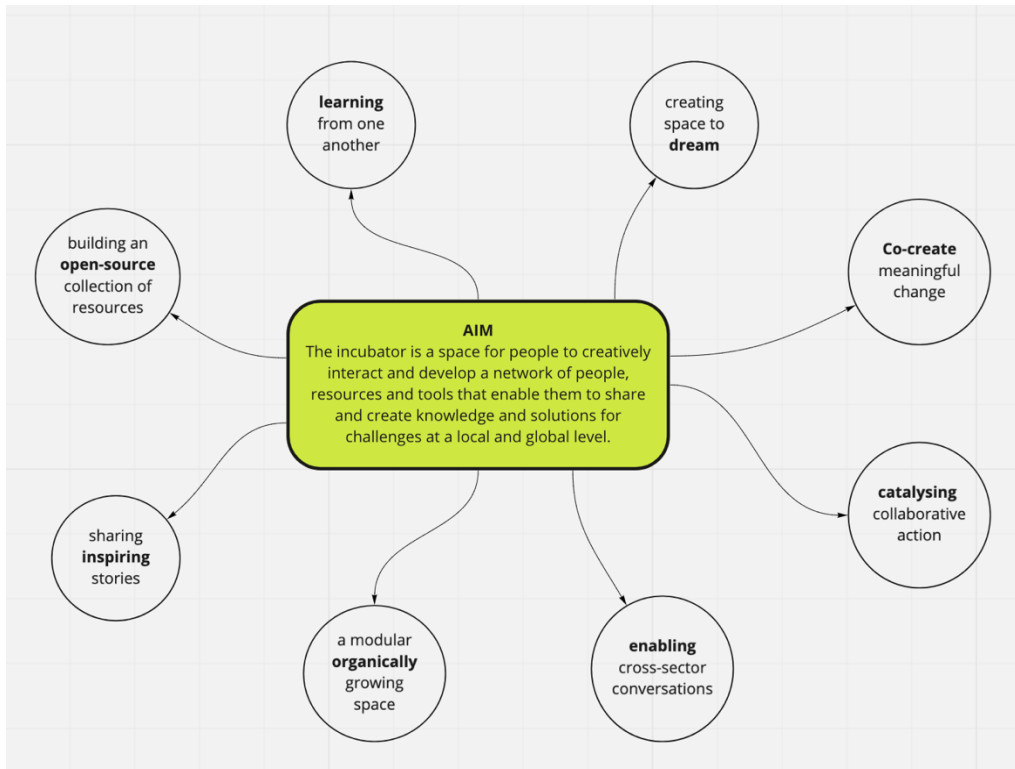 learning
from one
another
creating
space to
dream
building an
open-source
collection of
resources
Co-create
meaningful
change
AIM
The incubator is a space for people to creatively
interact and develop a network of people,
resources and tools that enable them to share
and create knowledge and solutions for
challenges at a local and global level.
sharing
inspiring
stories
catalysing
collaborative
action
a modular
organically
growing
space
enabling
cross-sector
conversations